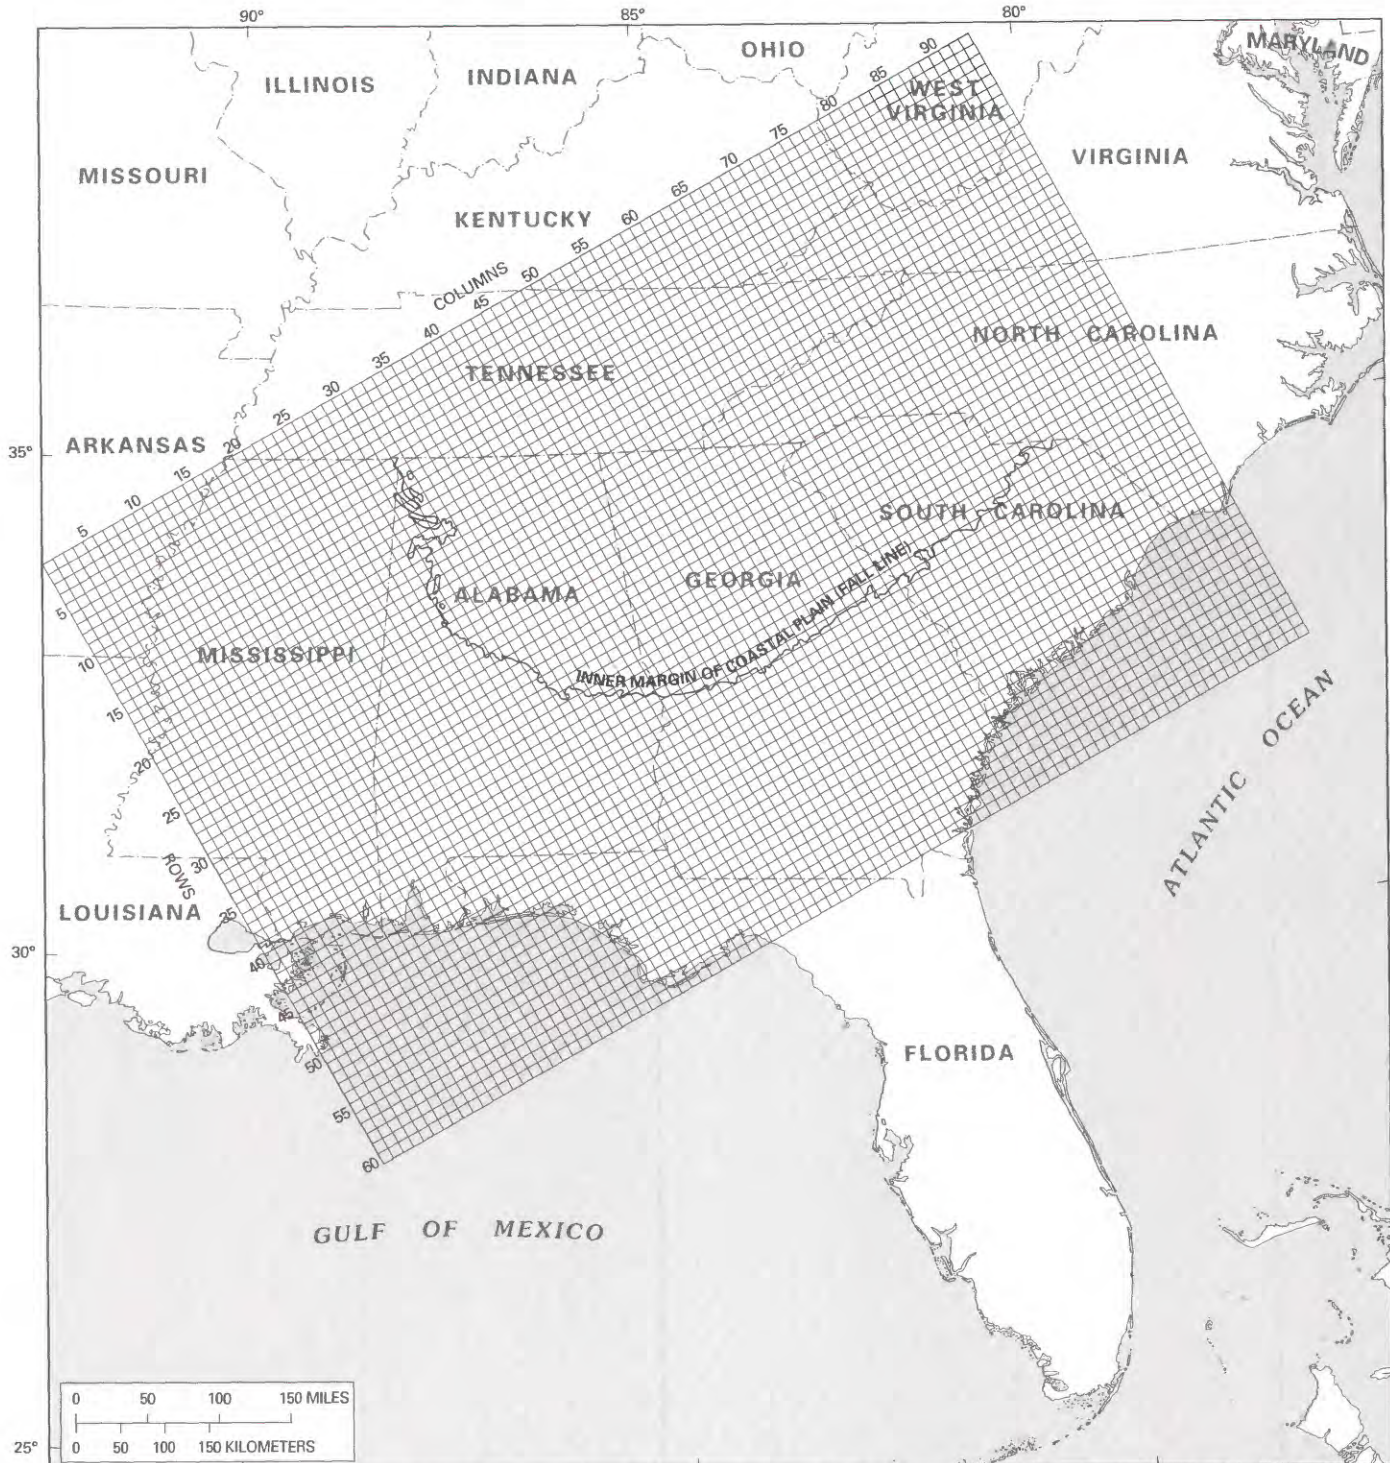 90° 85° 80°
OHIO
MARYLAND
INDIANA
ILLINOIS
WEST
VIRGINIA
VIRGINIA
MISSOURI
KENTUCKY
COLUMNS
5 10 15 20 25 30 35 40 45 50 55 60 65 70 75 80 85 90
NORTH CAROLINA
TENNESSEE
ARKANSAS
35°
SOUTH CAROLINA
GEORGIA
ALABAMA
INNER MARGIN OF COASTAL PLAIN (FALL LINE)
MISSISSIPPI
ATLANTIC OCEAN
ROWS
5 10 15 20 25 30 35 40 45 50 55 60
LOUISIANA
30°
FLORIDA
GULF OF MEXICO
0 50 100 150 MILES
0 50 100 150 KILOMETERS
25°